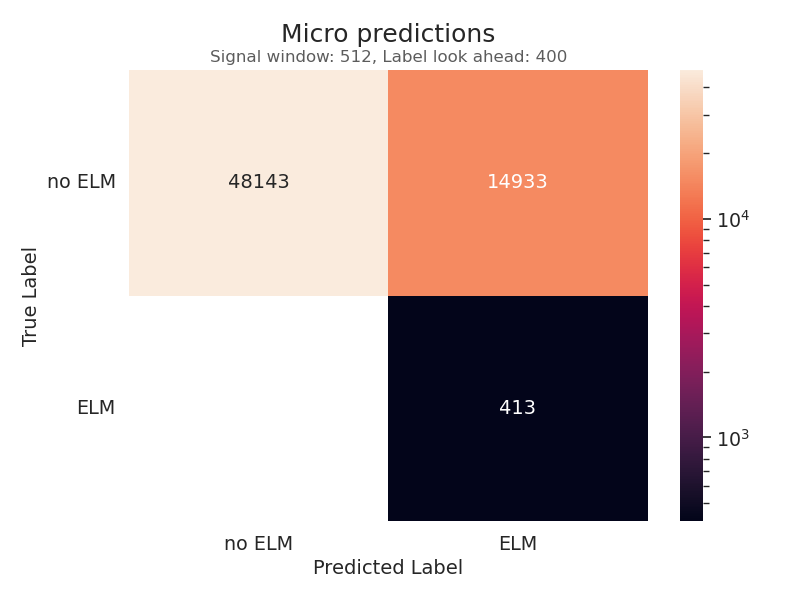 Micro predictions
Signal window: 512, Label look ahead: 400
no ELM
48143
14933
10⁴
True Label
ELM
413
10³
no ELM
ELM
Predicted Label